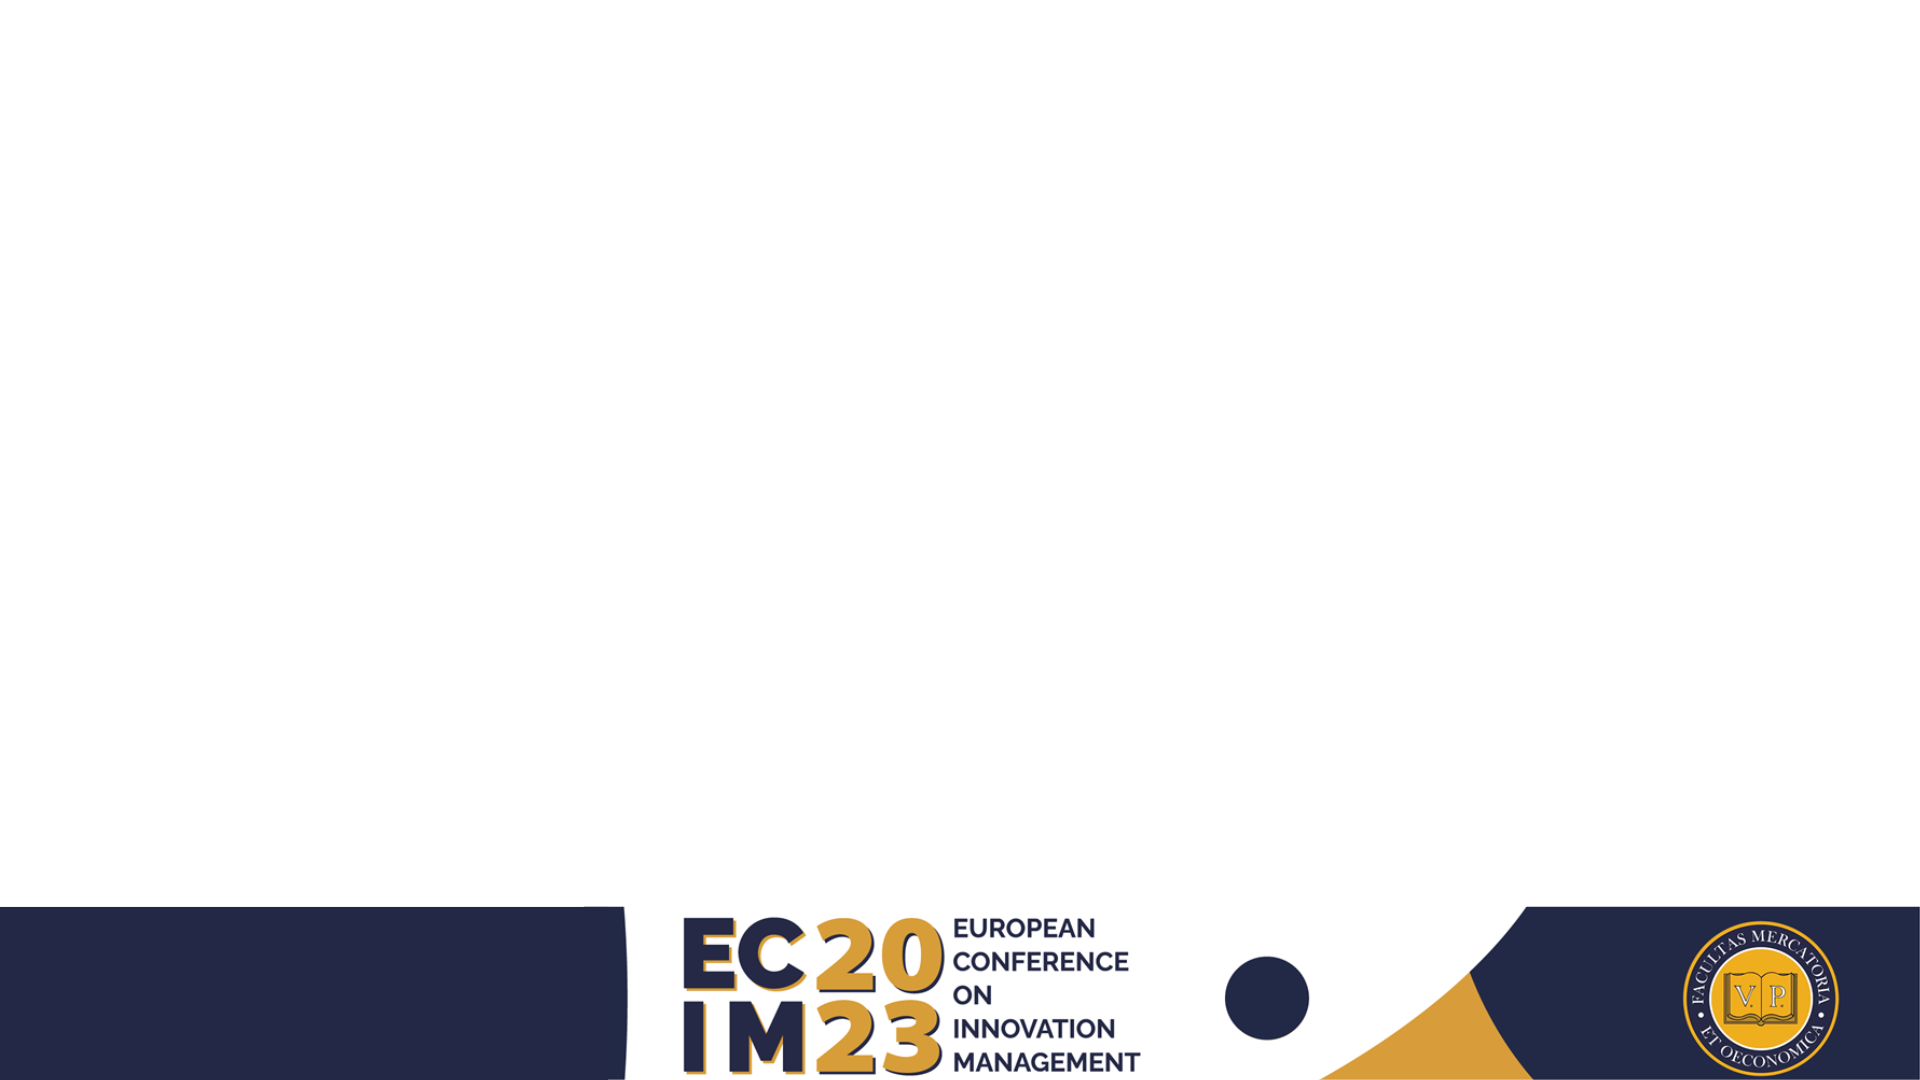 EC20
IM23
EUROPEAN
CONFERENCE
ON
INNOVATION
MANAGEMENT
FACULTAS MERCATORIA
ET OECONOMICA
V. P.